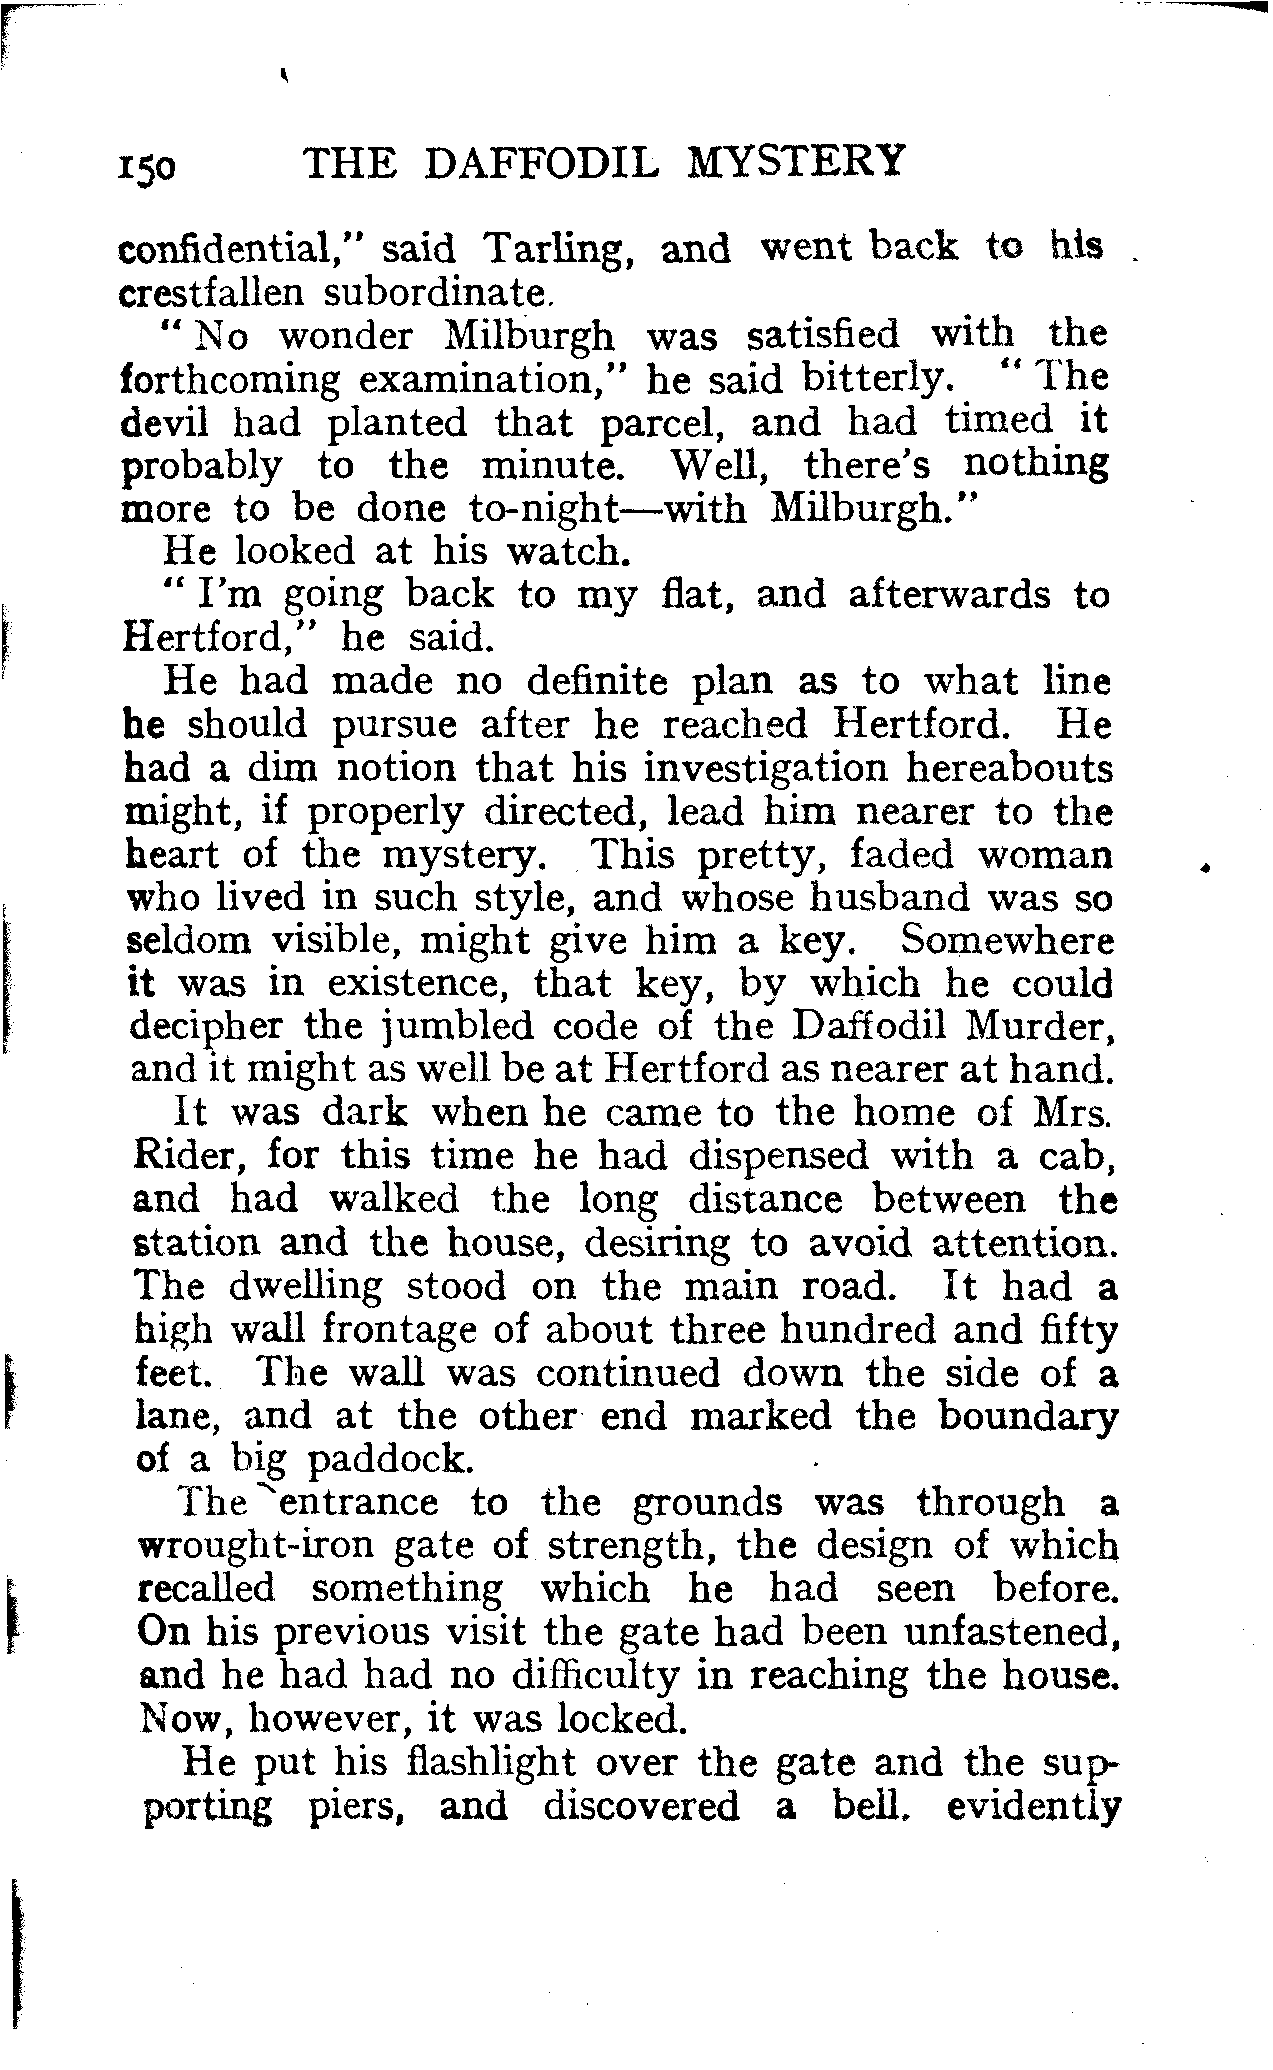 150 THE DAFFODIL MYSTERY
confidential," said Tarling, and went back to his
crestfallen subordinate.
"No wonder Milburgh was satisfied with the
forthcoming examination," he said bitterly. "The
devil had planted that parcel, and had timed it
probably to the minute. Well, there's nothing
more to be done to-night—with Milburgh."
He looked at his watch.
"I'm going back to my flat, and afterwards to
Hertford," he said.
He had made no definite plan as to what line
he should pursue after he reached Hertford. He
had a dim notion that his investigation hereabouts
might, if properly directed, lead him nearer to the
heart of the mystery. This pretty, faded woman
who lived in such style, and whose husband was so
seldom visible, might give him a key. Somewhere
it was in existence, that key, by which he could
decipher the jumbled code of the Daffodil Murder,
and it might as well be at Hertford as nearer at hand.
It was dark when he came to the home of Mrs.
Rider, for this time he had dispensed with a cab,
and had walked the long distance between the
station and the house, desiring to avoid attention.
The dwelling stood on the main road. It had a
high wall frontage of about three hundred and fifty
feet. The wall was continued down the side of a
lane, and at the other end marked the boundary
of a big paddock.
The entrance to the grounds was through a
wrought-iron gate of strength, the design of which
recalled something which he had seen before.
On his previous visit the gate had been unfastened,
and he had had no difficulty in reaching the house.
Now, however, it was locked.
He put his flashlight over the gate and the sup-
porting piers, and discovered a bell, evidently